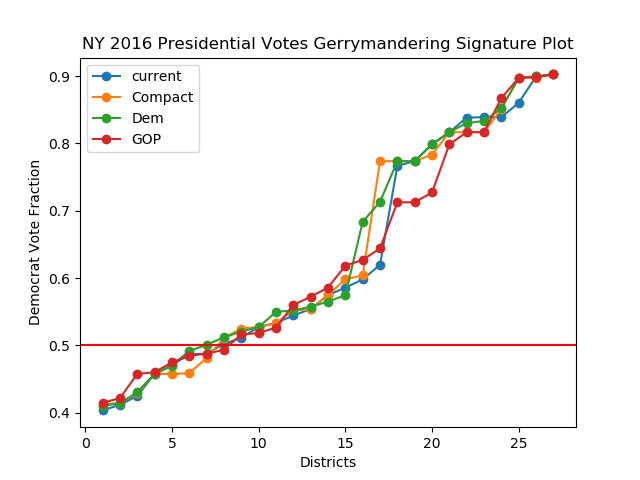 NY 2016 Presidential Votes Gerrymandering Signature Plot
current
Compact
Dem
GOP
Democrat Vote Fraction
0.9
0.8
0.7
0.6
0.5
0.4
0 5 10 15 20 25
Districts